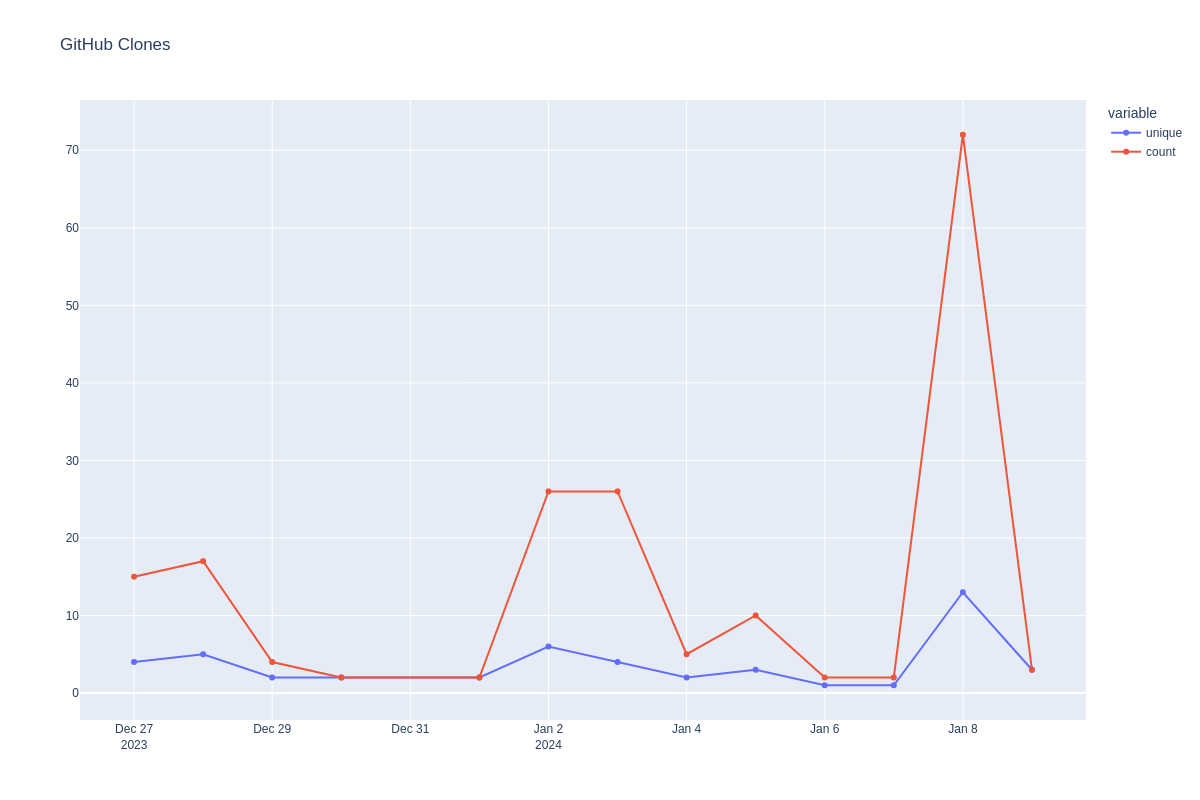 GitHub Clones
variable
unique
count
70
60
50
40
30
20
10
0
Dec 27
2023
Dec 29
Dec 31
Jan 2
2024
Jan 4
Jan 6
Jan 8